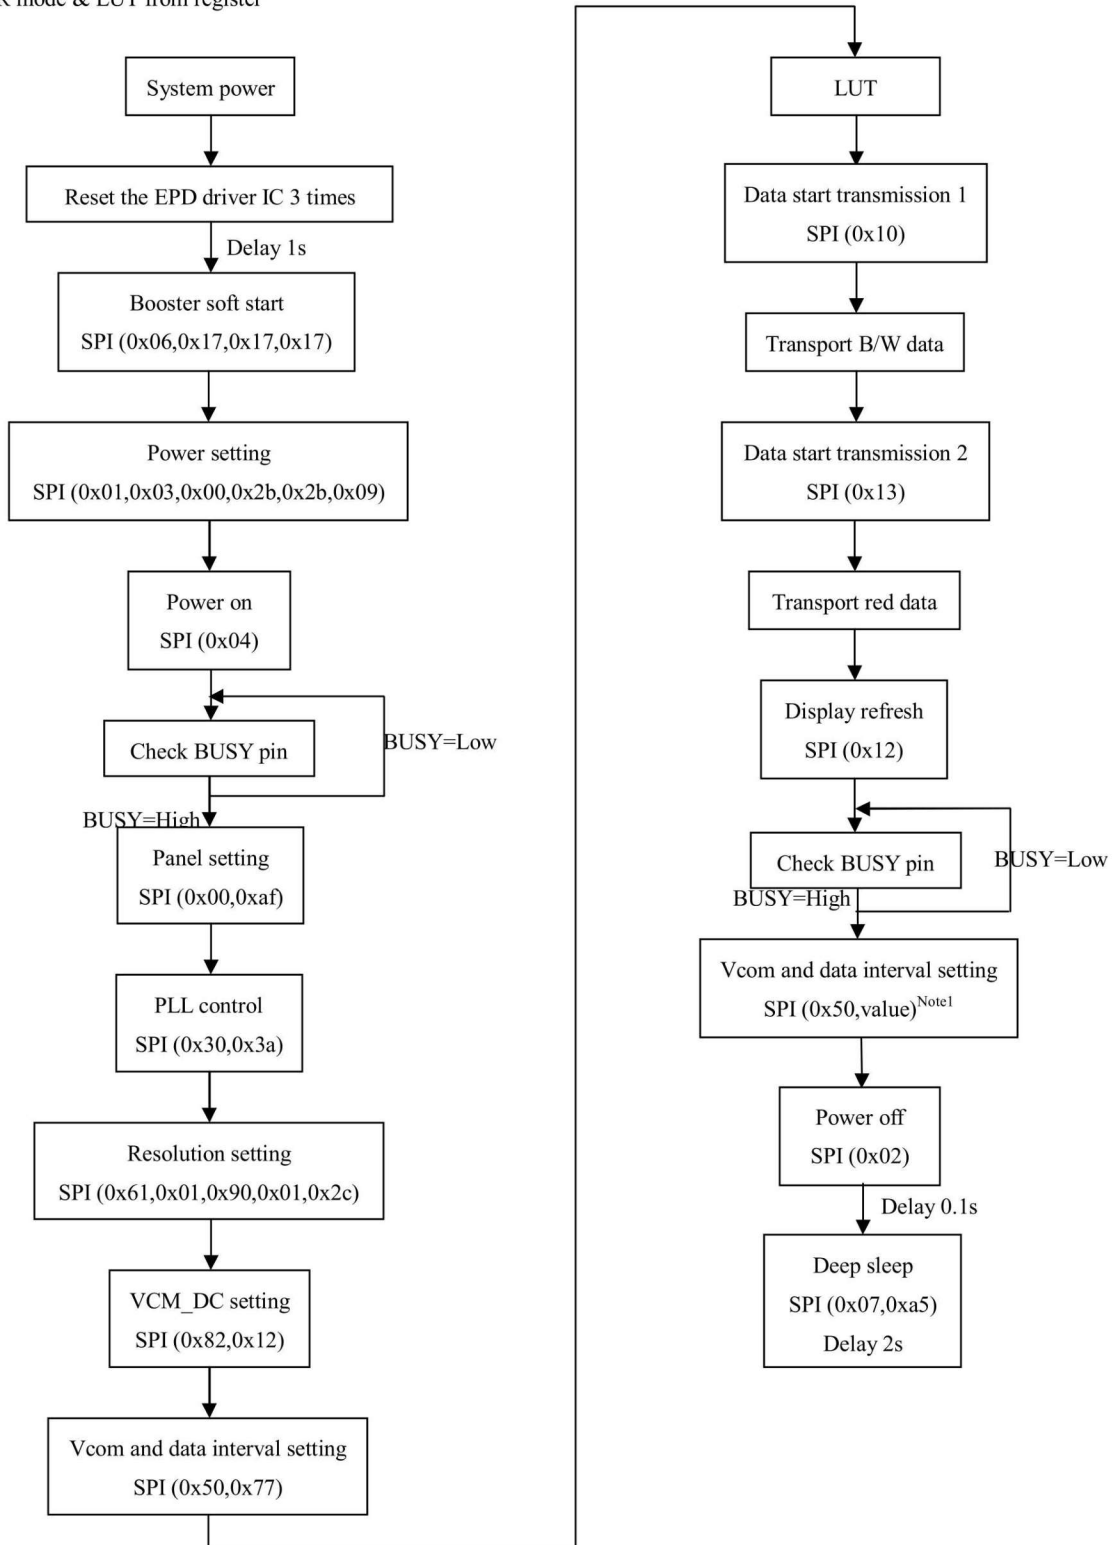 mode & LUT from register
System power
Reset the EPD driver IC 3 times
Delay 1s
Booster soft start
SPI (0x06,0x17,0x17,0x17)
Power setting
SPI (0x01,0x03,0x00,0x2b,0x2b,0x09)
Power on
SPI (0x04)
Check BUSY pin
BUSY=Low
BUSY=High
Panel setting
SPI (0x00,0xaf)
PLL control
SPI (0x30,0x3a)
Resolution setting
SPI (0x61,0x01,0x90,0x01,0x2c)
VCM_DC setting
SPI (0x82,0x12)
Vcom and data interval setting
SPI (0x50,0x77)
LUT
Data start transmission 1
SPI (0x10)
Transport B/W data
Data start transmission 2
SPI (0x13)
Transport red data
Display refresh
SPI (0x12)
Check BUSY pin
BUSY=Low
BUSY=High
Vcom and data interval setting
SPI (0x50,value)Note1
Power off
SPI (0x02)
Delay 0.1s
Deep sleep
SPI (0x07,0xa5)
Delay 2s